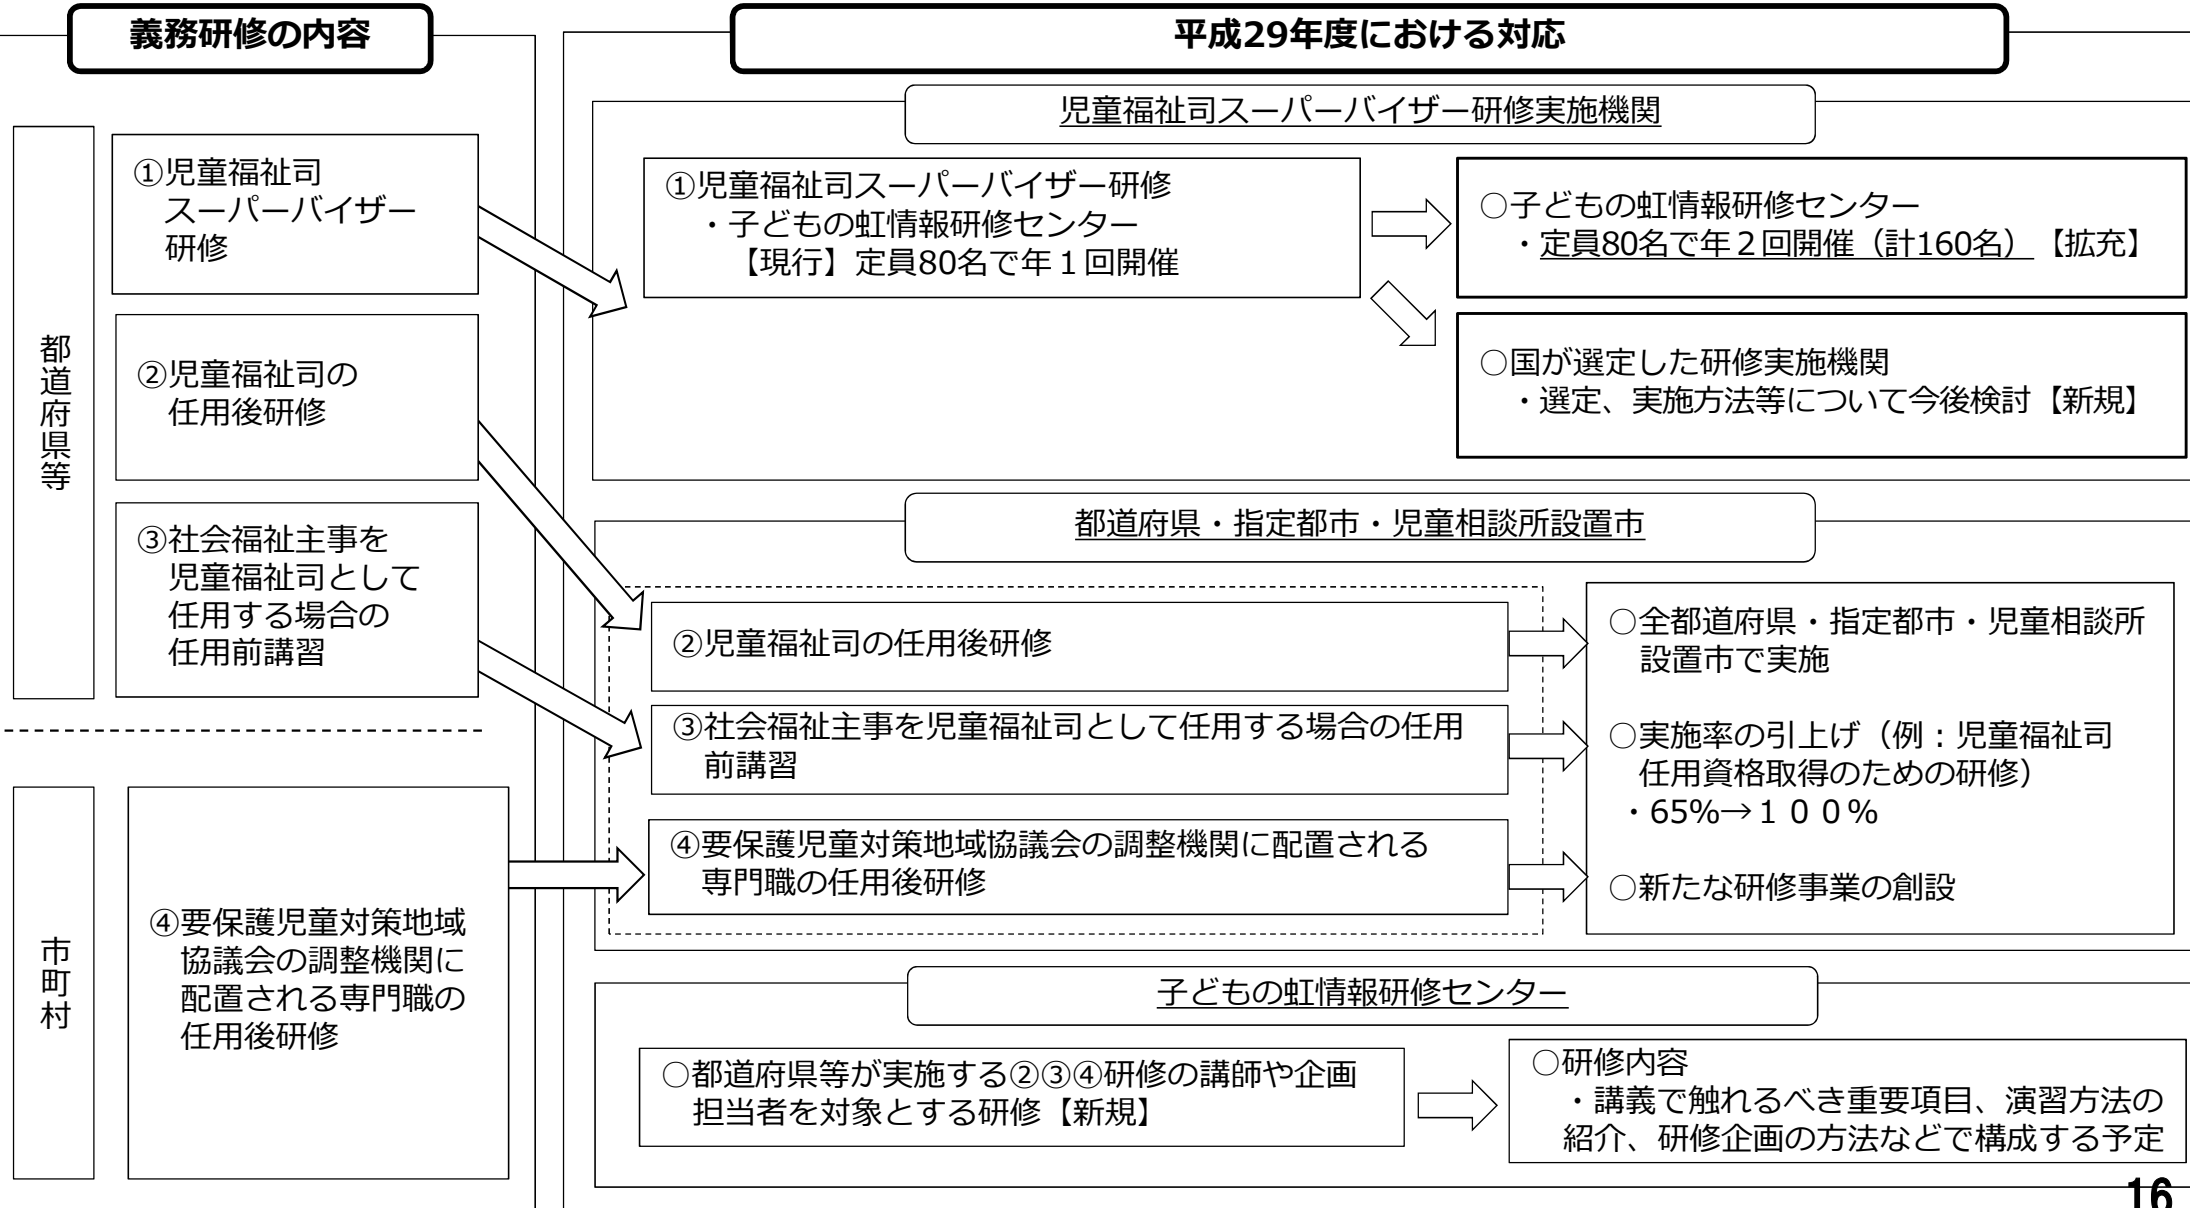 義務研修の内容
平成29年度における対応
都道府県等
①児童福祉司
スーパーバイザー
研修
②児童福祉司の
任用後研修
③社会福祉主事を
児童福祉司として
任用する場合の
任用前講習
市町村
④要保護児童対策地域
協議会の調整機関に
配置される専門職の
任用後研修
児童福祉司スーパーバイザー研修実施機関
①児童福祉司スーパーバイザー研修
・子どもの虹情報研修センター
【現行】定員80名で年１回開催
○子どもの虹情報研修センター
・定員80名で年２回開催（計160名）【拡充】
○国が選定した研修実施機関
・選定、実施方法等について今後検討【新規】
都道府県・指定都市・児童相談所設置市
②児童福祉司の任用後研修
③社会福祉主事を児童福祉司として任用する場合の任用
前講習
④要保護児童対策地域協議会の調整機関に配置される
専門職の任用後研修
○全都道府県・指定都市・児童相談所
設置市で実施
○実施率の引上げ（例：児童福祉司
任用資格取得のための研修）
・65%→１００%
○新たな研修事業の創設
子どもの虹情報研修センター
○都道府県等が実施する②③④研修の講師や企画
担当者を対象とする研修【新規】
○研修内容
・講義で触れるべき重要項目、演習方法の
紹介、研修企画の方法などで構成する予定
16